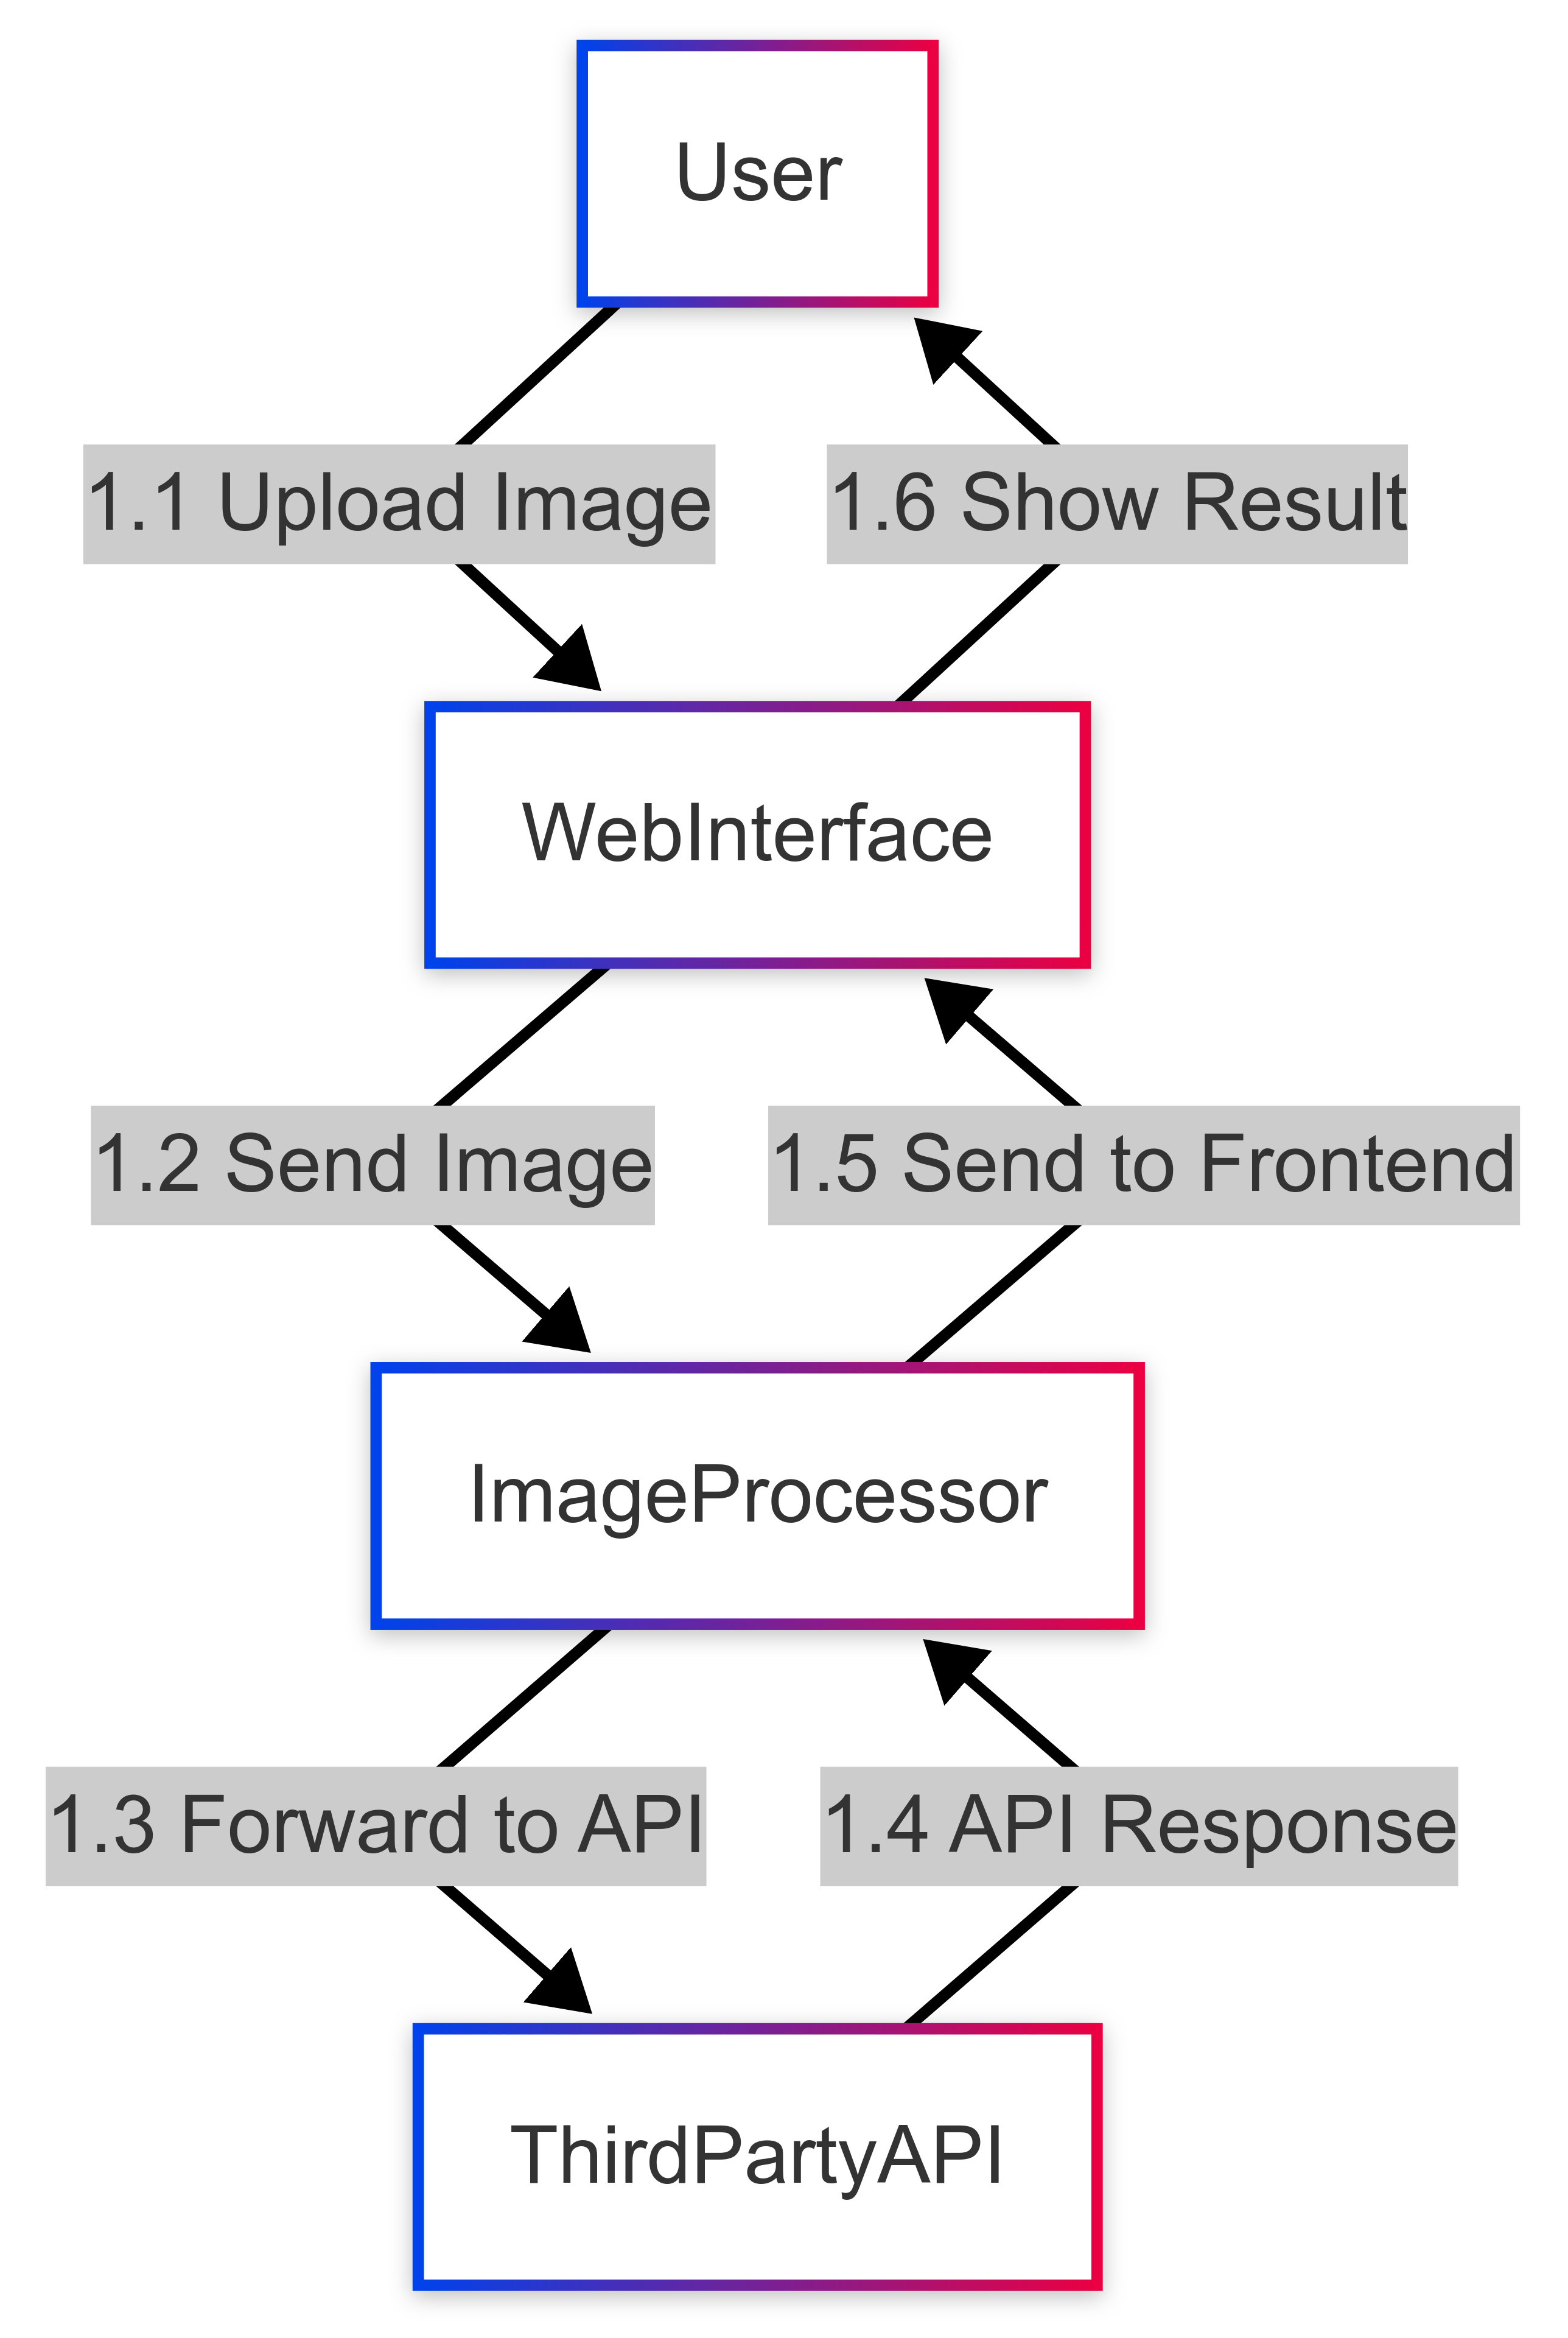 User
1.1 Upload Image
1.6 Show Result
WebInterface
1.2 Send Image
1.5 Send to Frontend
ImageProcessor
1.3 Forward to API
1.4 API Response
ThirdPartyAPI